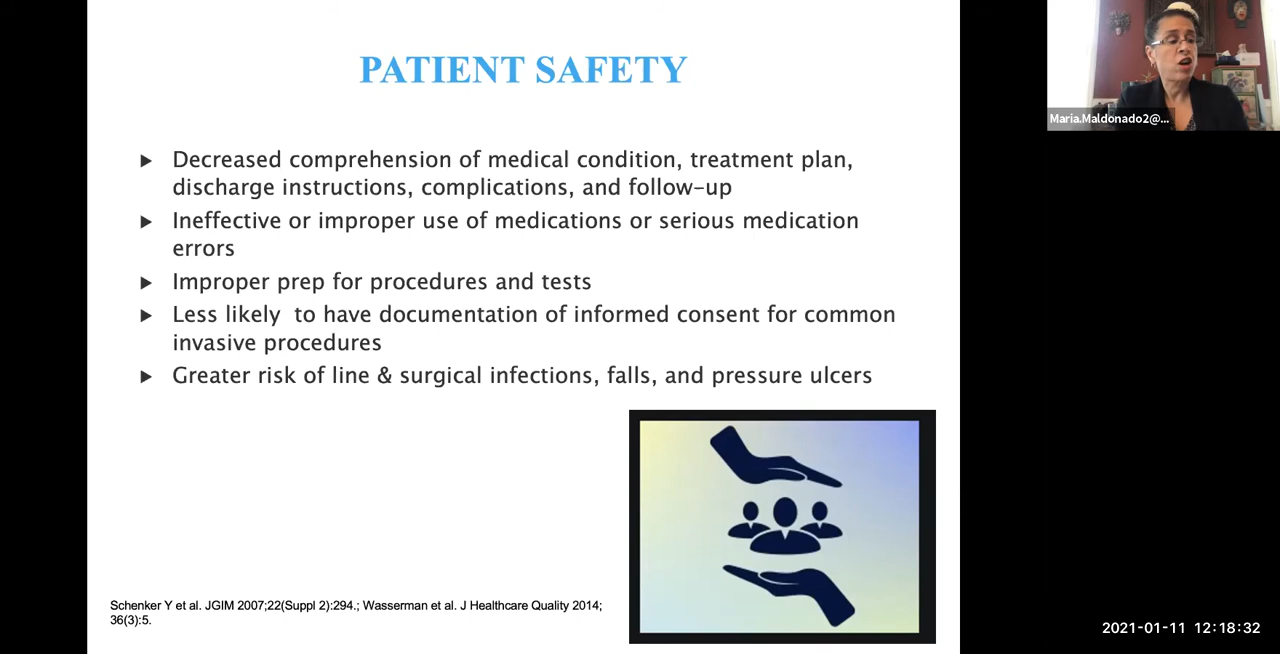 PATIENT SAFETY
Decreased comprehension of medical condition, treatment plan,
discharge instructions, complications, and follow-up
Ineffective or improper use of medications or serious medication
errors
Improper prep for procedures and tests
Less likely  to have documentation of informed consent for common
invasive procedures
Greater risk of line & surgical infections, falls, and pressure ulcers
Schenker Y et al. JGIM 2007;22(Suppl 2):294.; Wasserman et al. J Healthcare Quality 2014;
36(3):5.
Maria.Maldonado2@...
2021-01-11 12:18:32